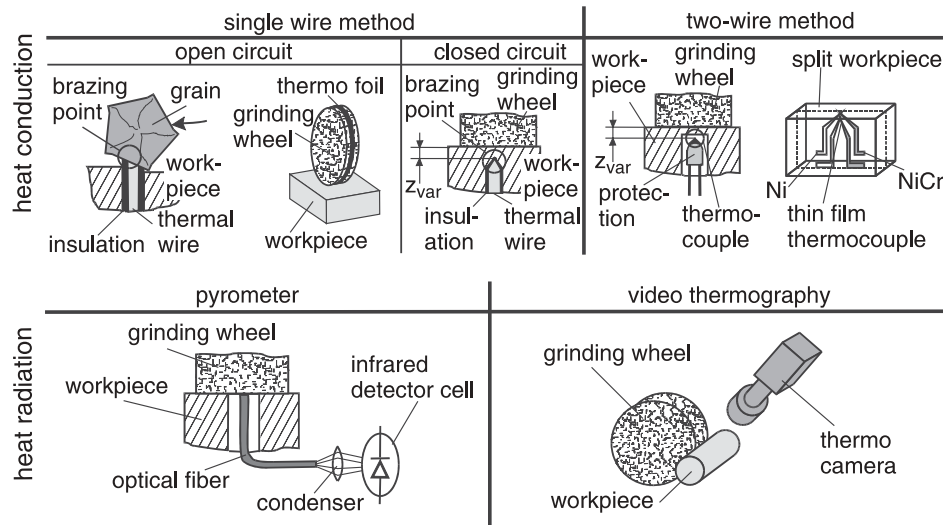 single wire method
two-wire method
open circuit
closed circuit
heat conduction
brazing
point
grain
work-
piece
insulation
thermal
wire
thermo foil
grinding
wheel
workpiece
brazing
point
grinding
wheel
z_var
work-
piece
insul-
ation
thermal
wire
work-
piece
grinding
wheel
z_var
protec-
tion
thermo-
couple
split workpiece
Ni
NiCr
thin film
thermocouple
pyrometer
video thermography
heat radiation
grinding wheel
workpiece
infrared
detector cell
optical fiber
condenser
grinding wheel
thermo
camera
workpiece